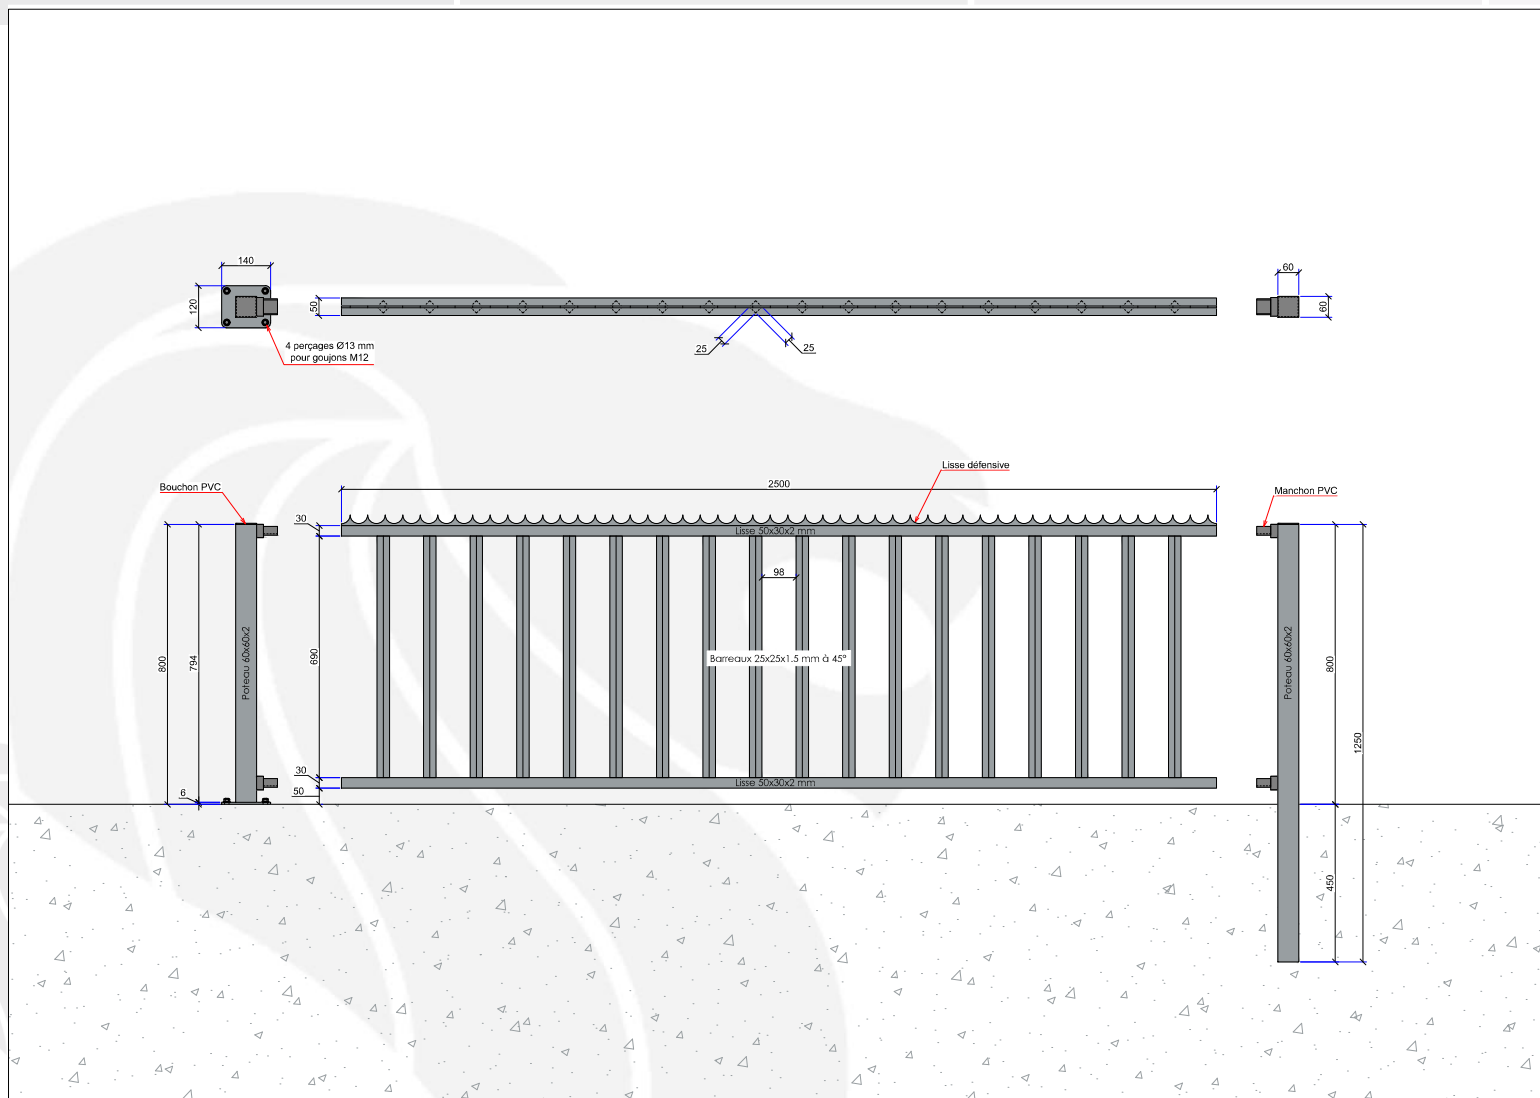 140
60
120
50
60
25
25
4 perçages Ø13 mm
pour goujons M12
Lisse défensive
Bouchon PVC
2500
Manchon PVC
30
Lisse 50x30x2 mm
98
800
794
Poteau 60x60x2
690
Barreaux 25x25x1.5 mm à 45°
Poteau 60x60x2
800
1250
30
Lisse 50x30x2 mm
6
50
450